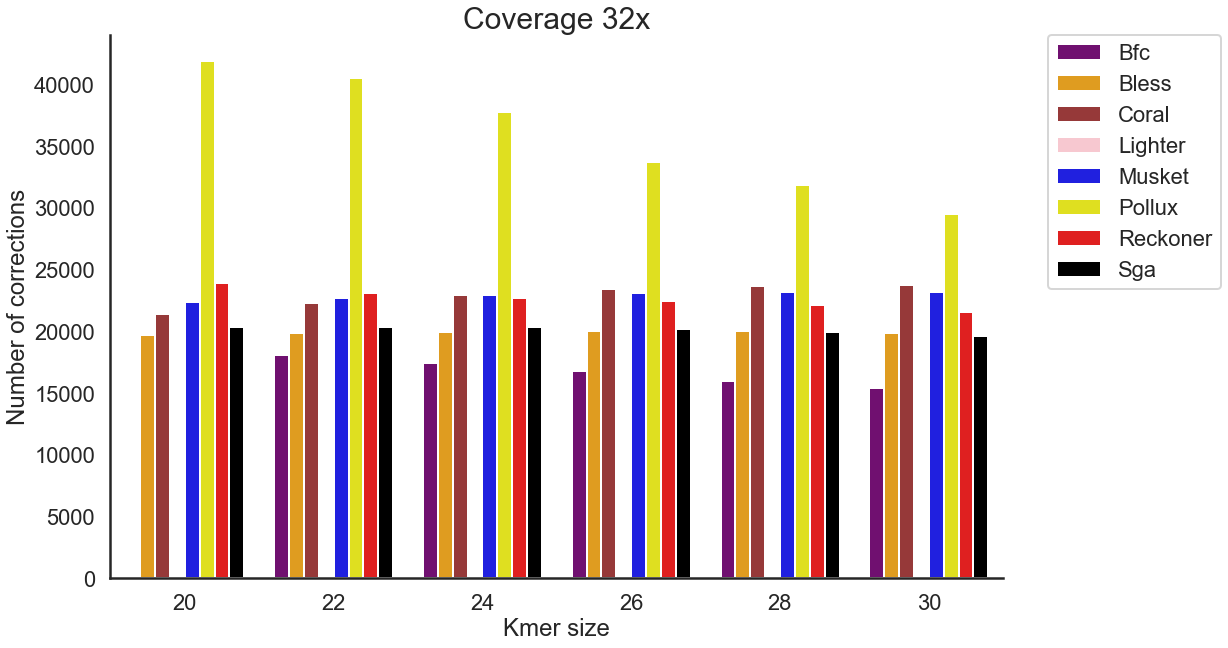 Coverage 32x
Number of corrections
40000
35000
30000
25000
20000
15000
10000
5000
0
20 22 24 26 28 30
Kmer size
Bfc
Bless
Coral
Lighter
Musket
Pollux
Reckoner
Sga